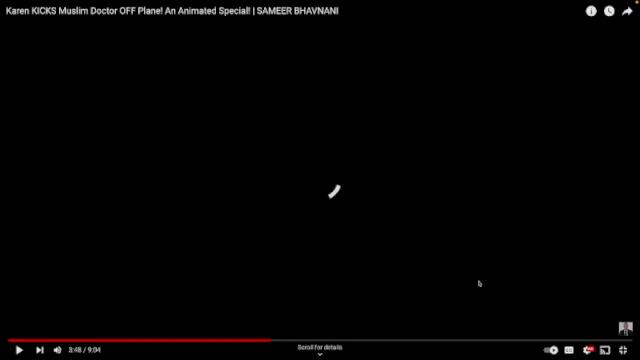 Karen KICKS Muslim Doctor OFF Plane! An Animated Special! | SAMEER BHAVNANI
3:48 / 9:04
Scroll for details